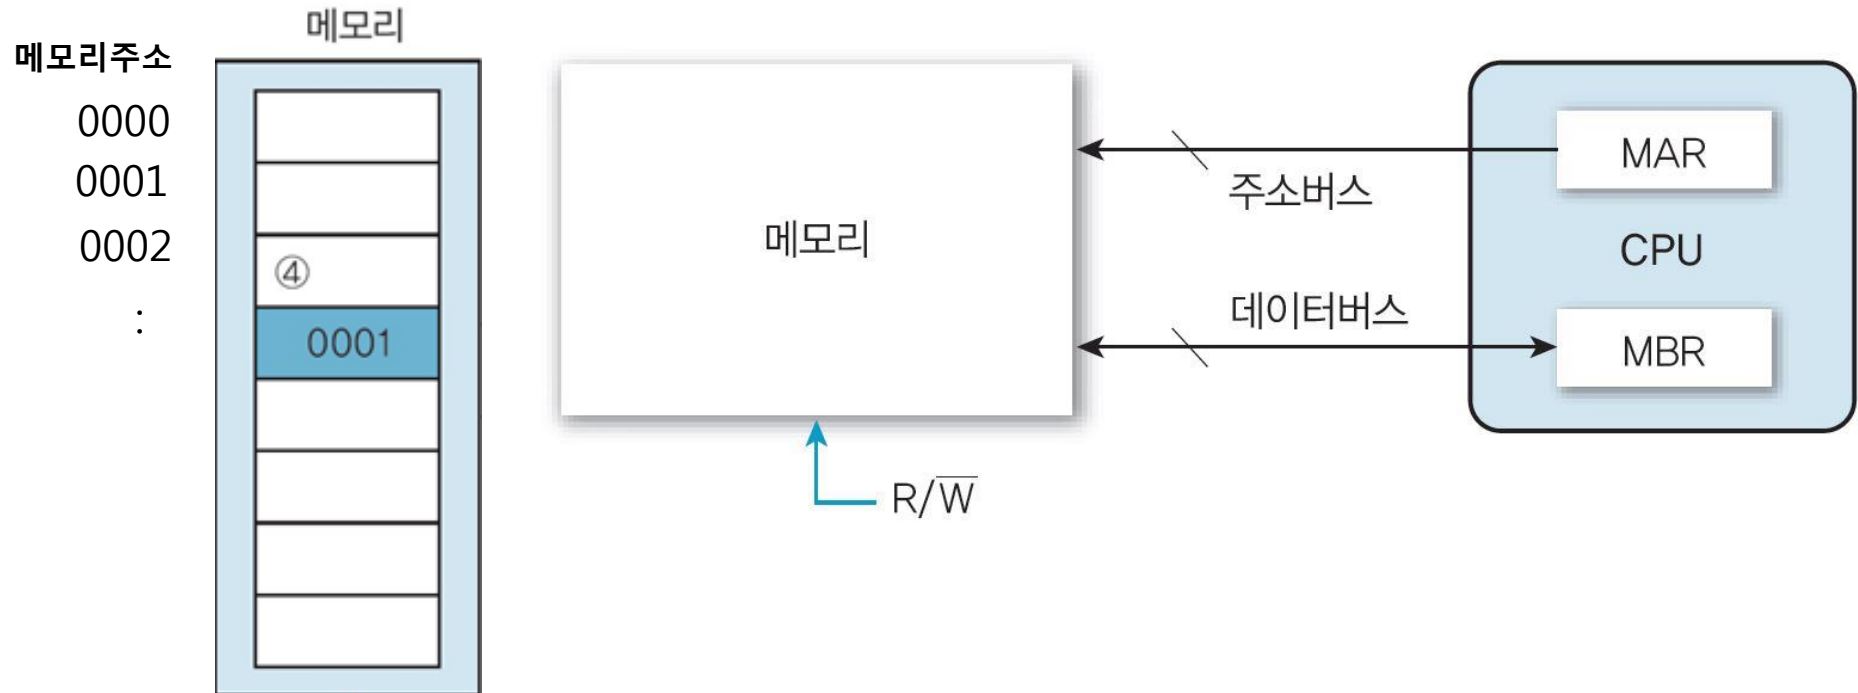 메모리
메모리주소
0000
0001
0002
:
④
0001
메모리
주소버스
데이터버스
MAR
CPU
MBR
R/W̅